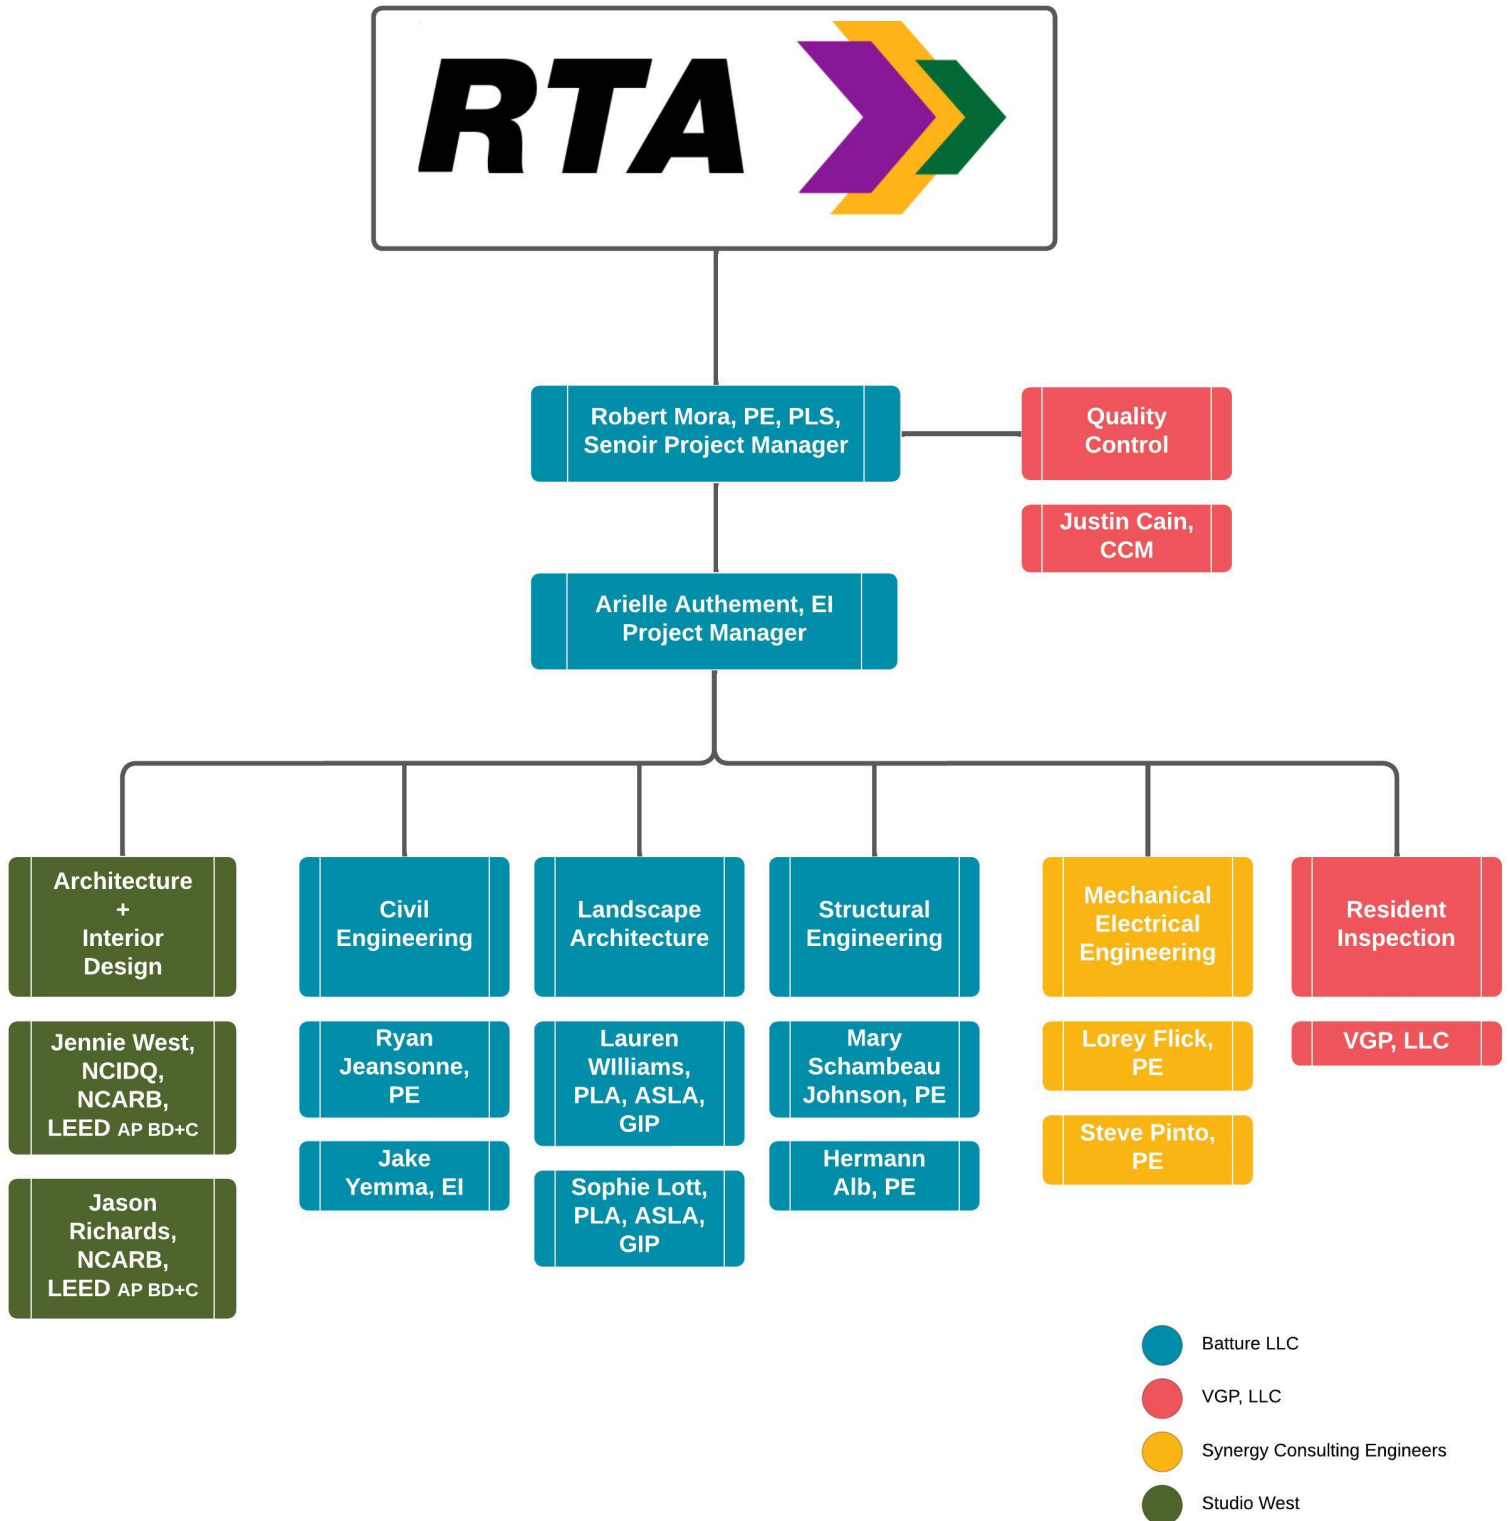 RTA
Robert Mora, PE, PLS,
Senoir Project Manager
Quality
Control
Justin Cain,
CCM
Arielle Authement, EI
Project Manager
Architecture
+
Interior
Design
Jennie West,
NCIDQ,
NCARB,
LEED AP BD+C
Jason
Richards,
NCARB,
LEED AP BD+C
Civil
Engineering
Ryan
Jeansonne,
PE
Jake
Yemma, EI
Landscape
Architecture
Lauren
WIlliams,
PLA, ASLA,
GIP
Sophie Lott,
PLA, ASLA,
GIP
Structural
Engineering
Mary
Schambeau
Johnson, PE
Hermann
Alb, PE
Mechanical
Electrical
Engineering
Lorey Flick,
PE
Steve Pinto,
PE
Resident
Inspection
VGP, LLC
Batture LLC
VGP, LLC
Synergy Consulting Engineers
Studio West